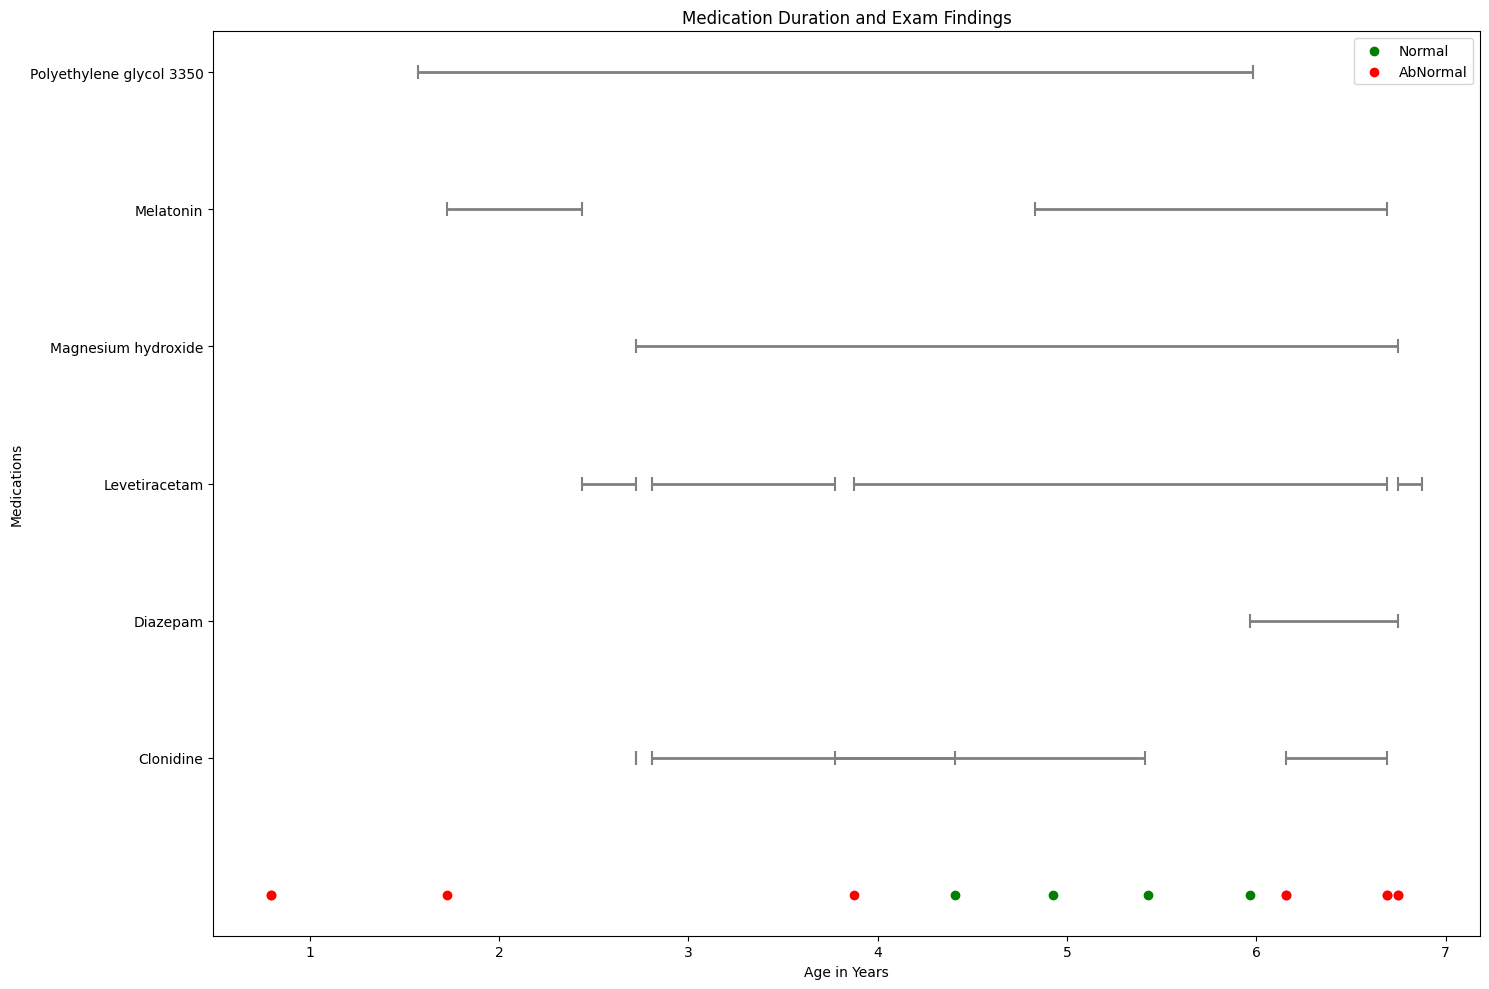 Medication Duration and Exam Findings
Normal
AbNormal
Polyethylene glycol 3350
Melatonin
Magnesium hydroxide
Levetiracetam
Diazepam
Clonidine
Medications
1 2 3 4 5 6 7
Age in Years